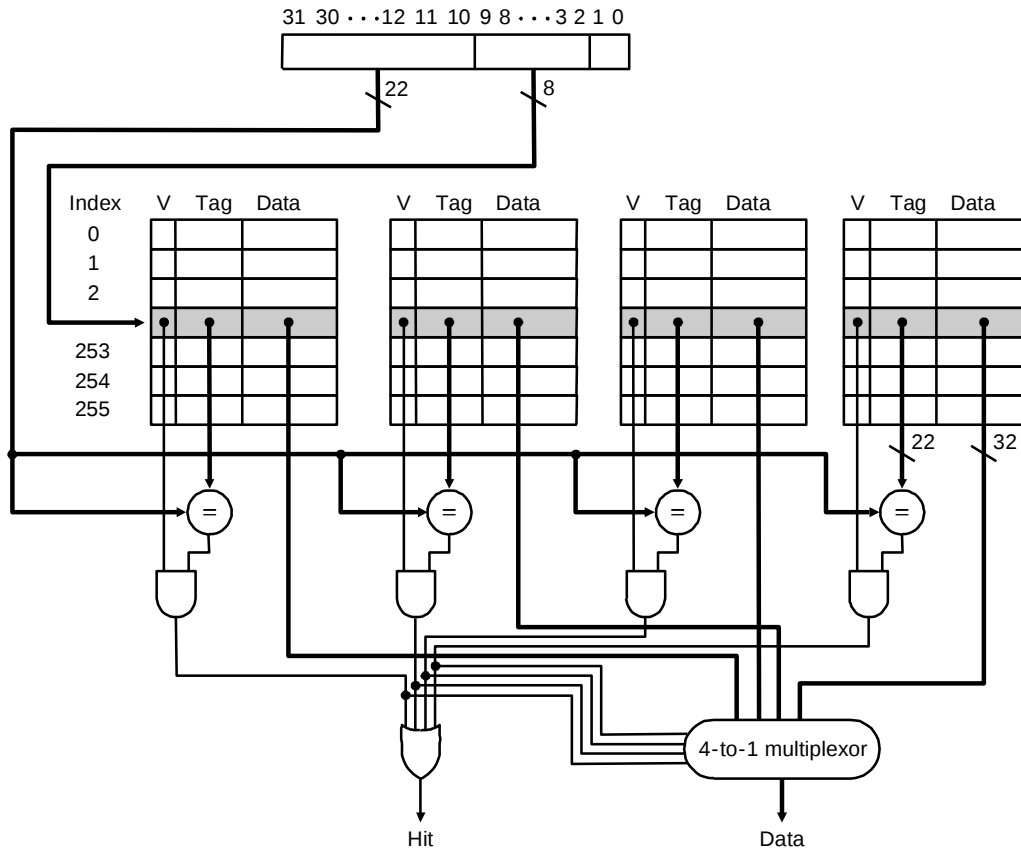 31 30 ···12 11 10 9 8 ···3 2 1 0
22 8
Index V Tag Data V Tag Data V Tag Data V Tag Data
0
1
2
253
254
255
22 32
= = = =
4-to-1 multiplexor
Hit Data